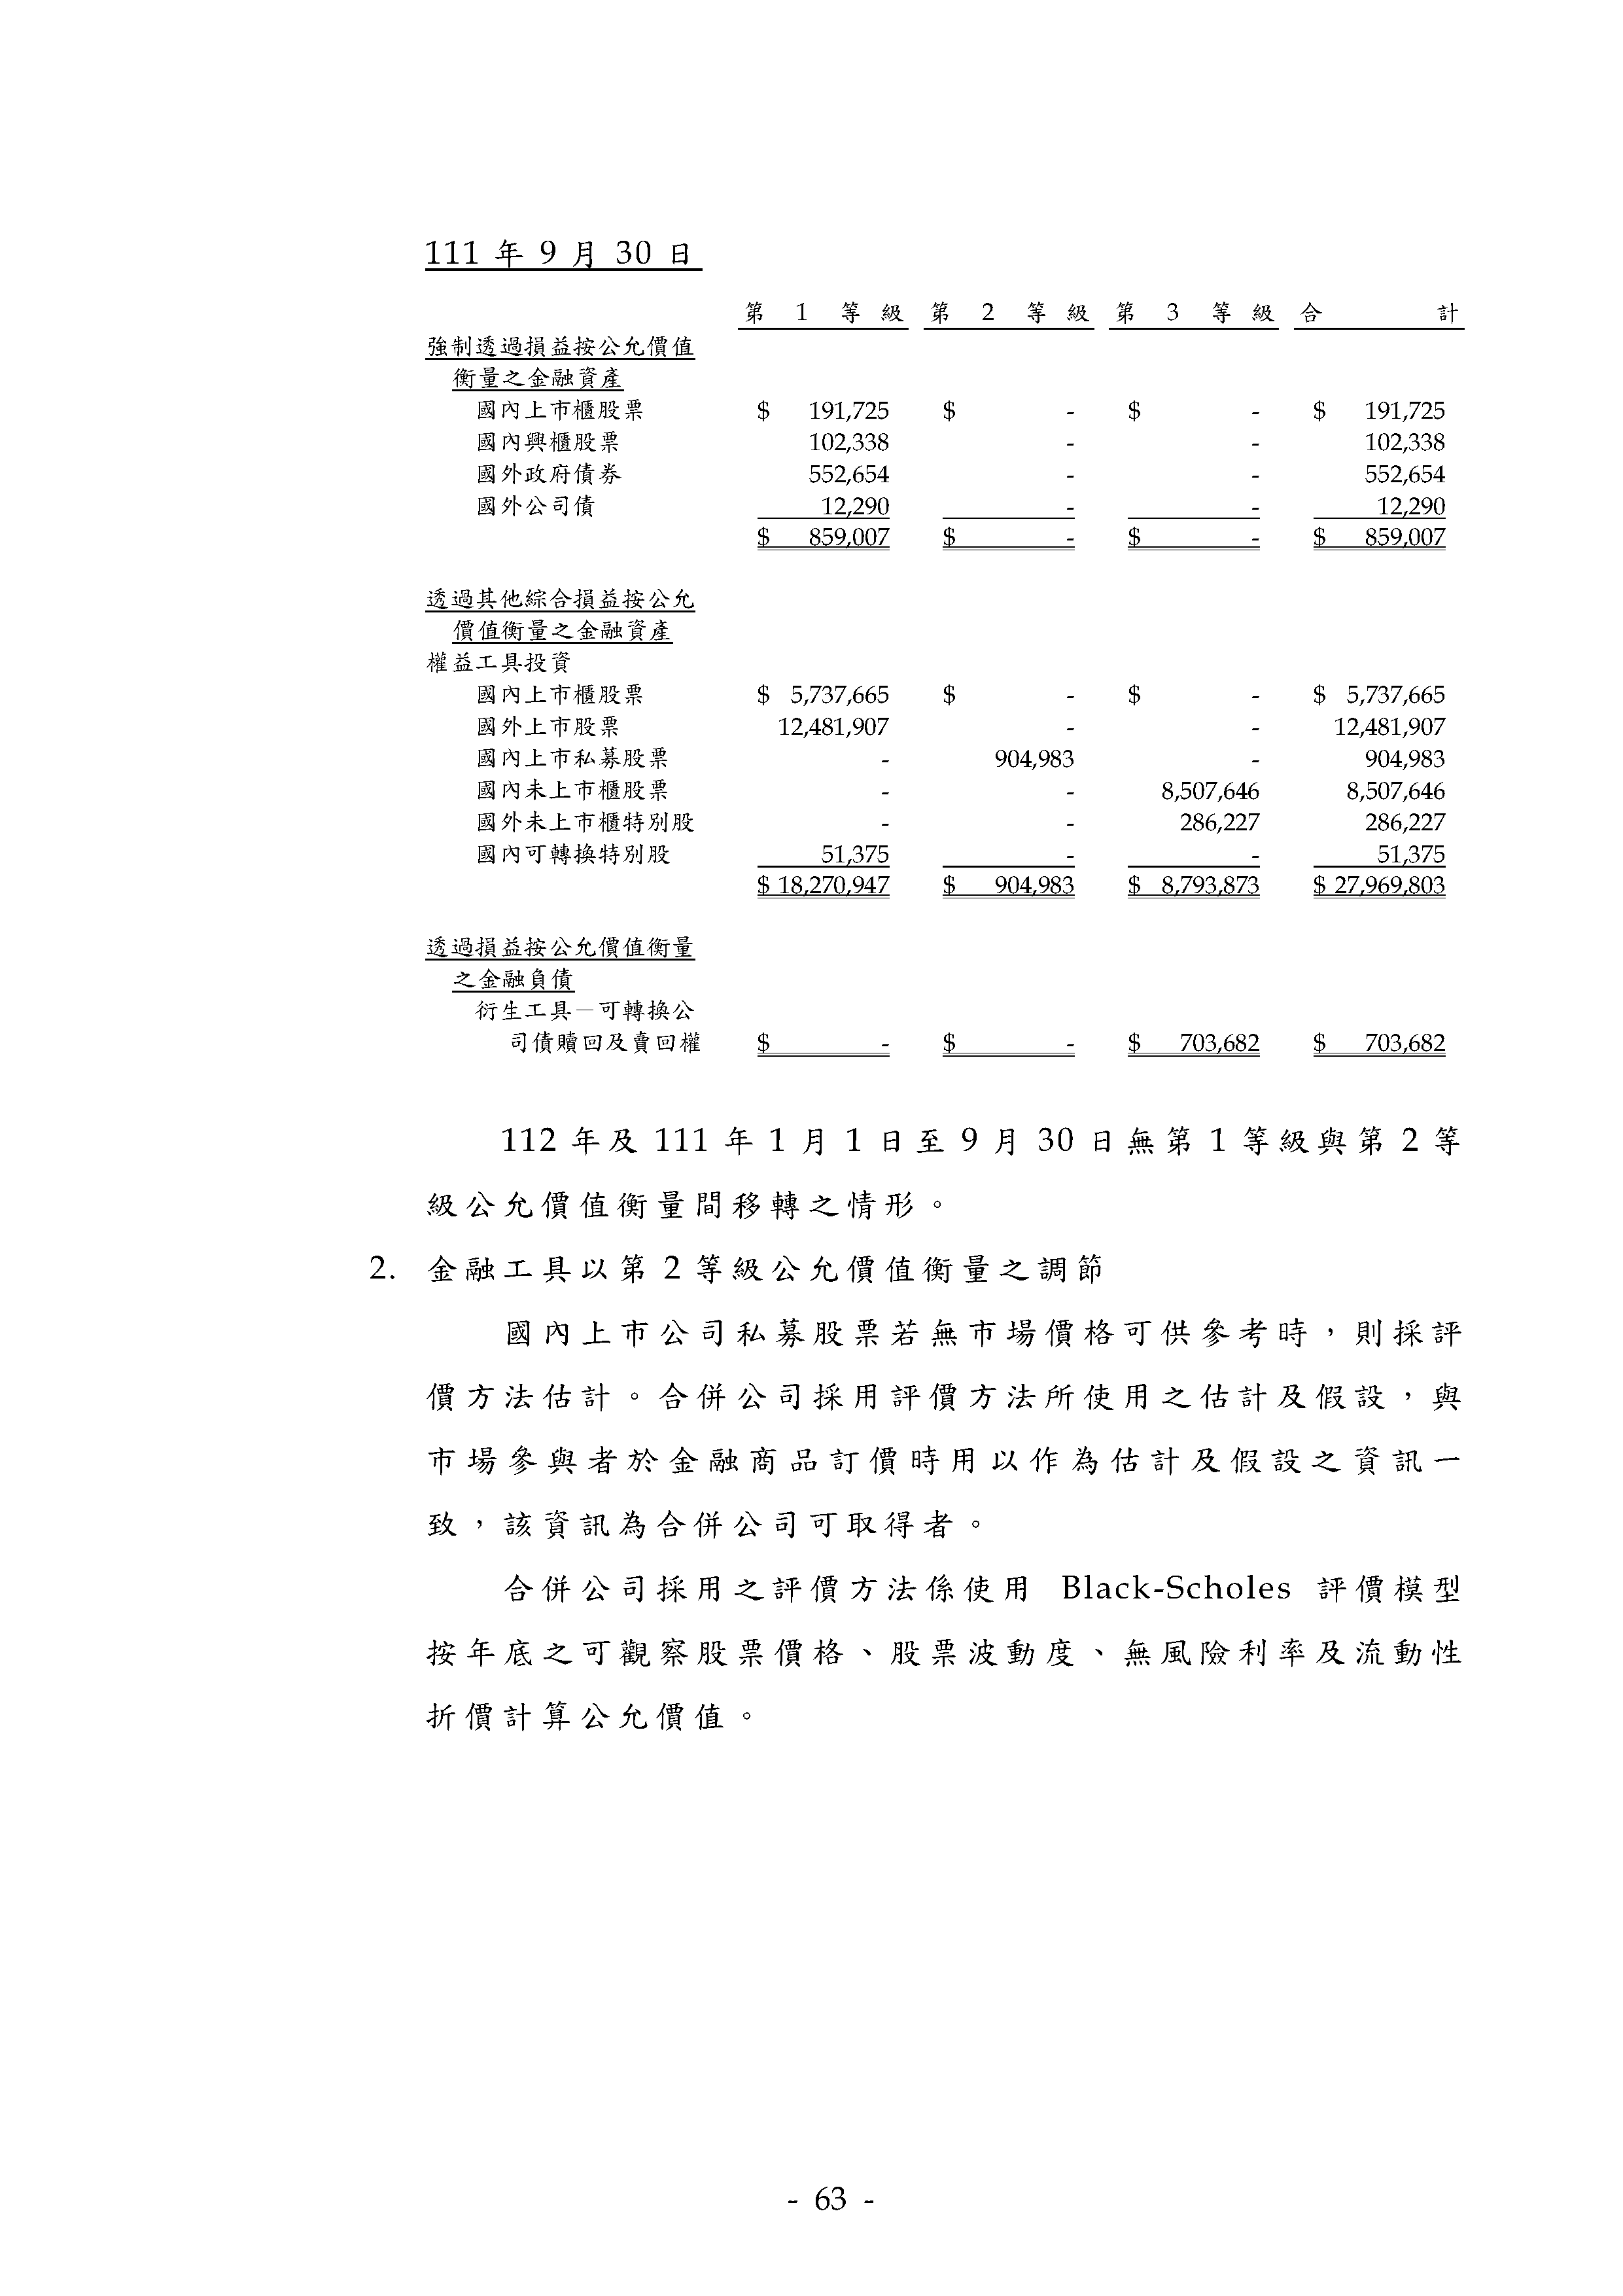 111 年 9 月 30 日
第 1 等 級 第 2 等 級 第 3 等 級 合 計
強制透過損益按公允價值
衡量之金融資產
國內上市櫃股票 $ 191,725 $ - $ - $ 191,725
國內興櫃股票 102,338 - - 102,338
國外政府債券 552,654 - - 552,654
國外公司債 12,290 - - 12,290
$ 859,007 $ - $ - $ 859,007
透過其他綜合損益按公允
價值衡量之金融資產
權益工具投資
國內上市櫃股票 $ 5,737,665 $ - $ - $ 5,737,665
國外上市股票 12,481,907 - - 12,481,907
國內上市私募股票 - 904,983 - 904,983
國內未上市櫃股票 - - 8,507,646 8,507,646
國外未上市櫃特別股 - - 286,227 286,227
國內可轉換特別股 51,375 - - 51,375
$ 18,270,947 $ 904,983 $ 8,793,873 $ 27,969,803
透過損益按公允價值衡量
之金融負債
衍生工具－可轉換公
司債贖回及賣回權 $ - $ - $ 703,682 $ 703,682
112 年及 111 年 1 月 1 日至 9 月 30 日無第 1 等級與第 2 等
級公允價值衡量間移轉之情形。
2. 金融工具以第 2 等級公允價值衡量之調節
國內上市公司私募股票若無市場價格可供參考時，則採評
價方法估計。合併公司採用評價方法所使用之估計及假設，與
市場參與者於金融商品訂價時用以作為估計及假設之資訊一
致，該資訊為合併公司可取得者。
合併公司採用之評價方法係使用 Black-Scholes 評價模型
按年底之可觀察股票價格、股票波動度、無風險利率及流動性
折價計算公允價值。
- 63 -